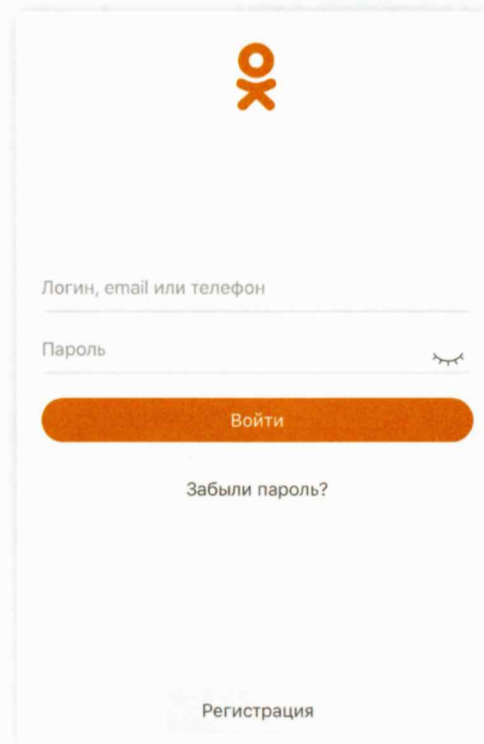 Логин, email или телефон
Пароль
Войти
Забыли пароль?
Регистрация